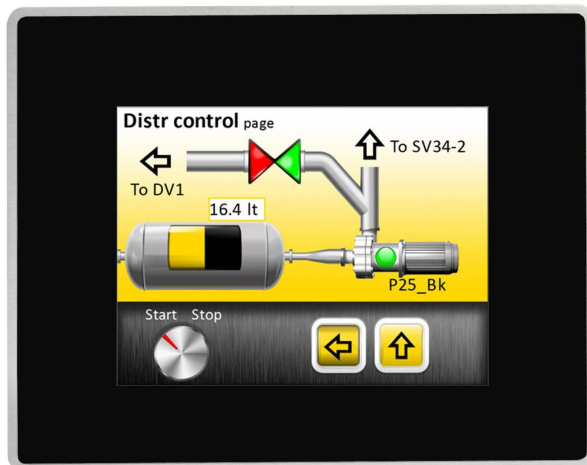 Distr control page
To SV34-2
To DV1
16.4 lt
P25_Bk
Start Stop